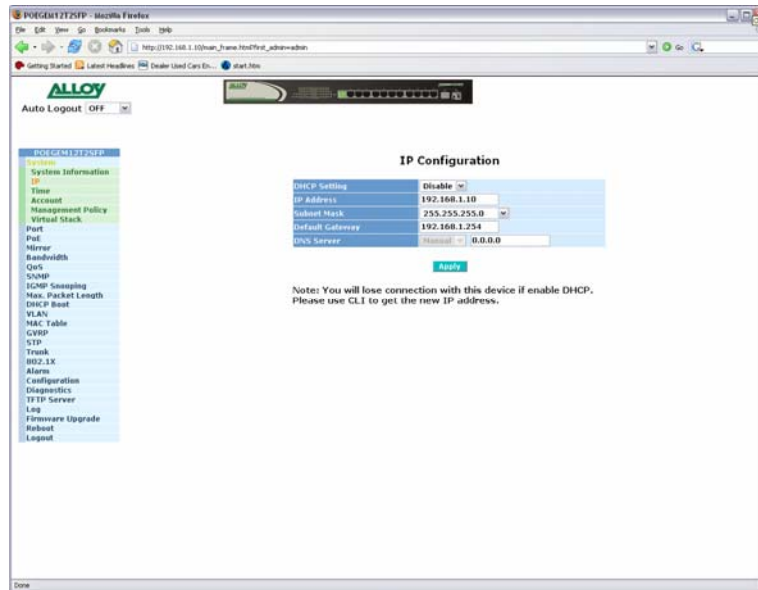 POEGEM12T2SFP - Mozilla Firefox
File Edit View Go Bookmarks Tools Help
http://192.168.1.10/main_frame.html?first_admin=admin
Getting Started Latest Headlines Dealer Used Cars En... start.htm
ALLOY
Auto Logout OFF
ALLOY
POEGEM12T2SFP
System
System Information
IP
Time
Account
Management Policy
Virtual Stack
Port
PoE
Mirror
Bandwidth
QoS
SNMP
IGMP Snooping
Max. Packet Length
DHCP Boot
VLAN
MAC Table
GVRP
STP
Trunk
802.1X
Alarm
Configuration
Diagnostics
TFTP Server
Log
Firmware Upgrade
Reboot
Logout
IP Configuration
DHCP Setting Disable
IP Address 192.168.1.10
Subnet Mask 255.255.255.0
Default Gateway 192.168.1.254
DNS Server Manual 0.0.0.0
Apply
Note: You will lose connection with this device if enable DHCP.
Please use CLI to get the new IP address.
Done